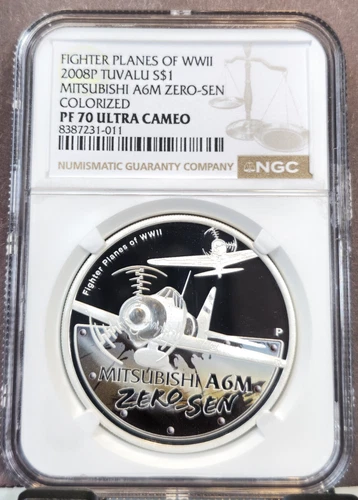 FIGHTER PLANES OF WWII
2008P TUVALU S$1
MITSUBISHI A6M ZERO-SEN
COLORIZED
PF 70 ULTRA CAMEO
8387231-011
NUMISMATIC GUARANTY COMPANY NGC
Fighter Planes of WWII
P
MITSUBISHI A6M
ZERO-SEN